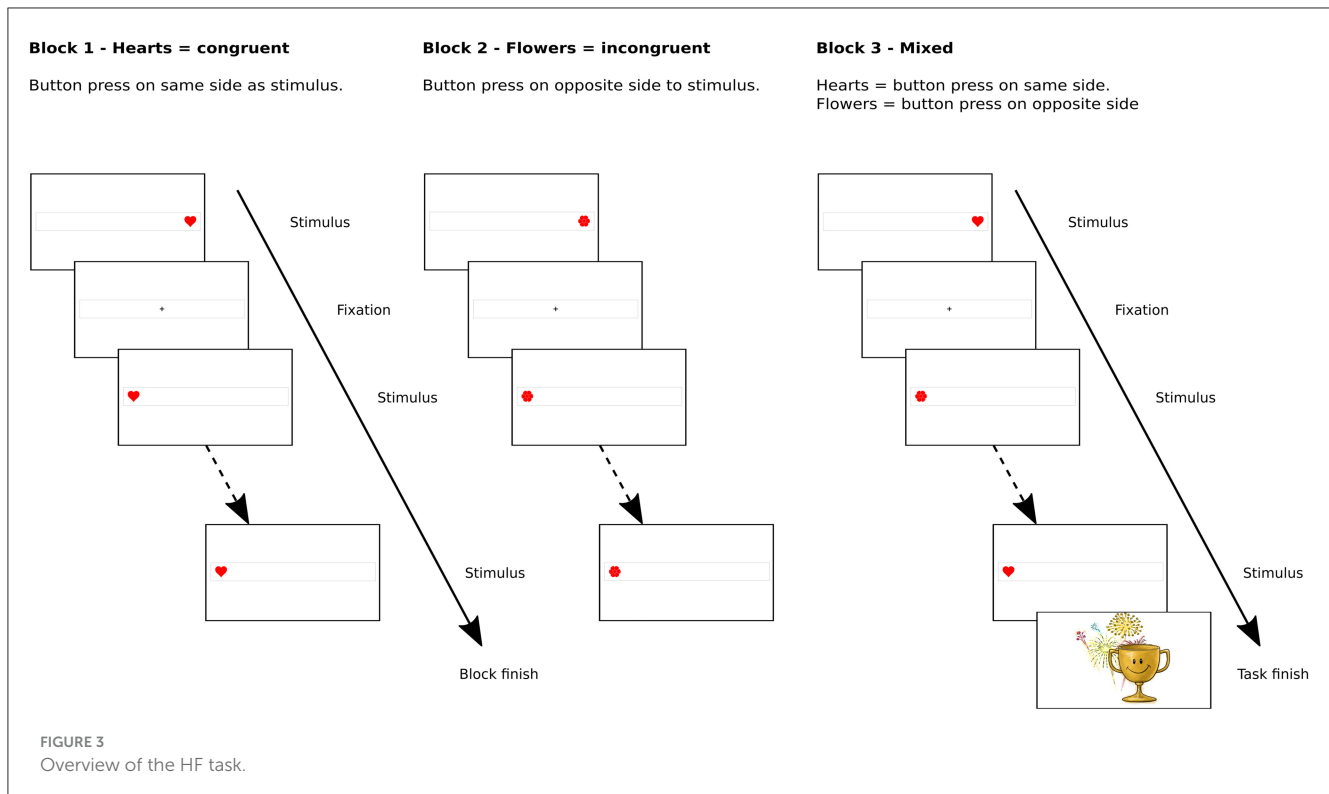 Block 1 - Hearts = congruent
Button press on same side as stimulus.
Block 2 - Flowers = incongruent
Button press on opposite side to stimulus.
Block 3 - Mixed
Hearts = button press on same side.
Flowers = button press on opposite side
Stimulus
Fixation
Stimulus
Stimulus
Block finish
Stimulus
Fixation
Stimulus
Stimulus
Task finish
FIGURE 3
Overview of the HF task.